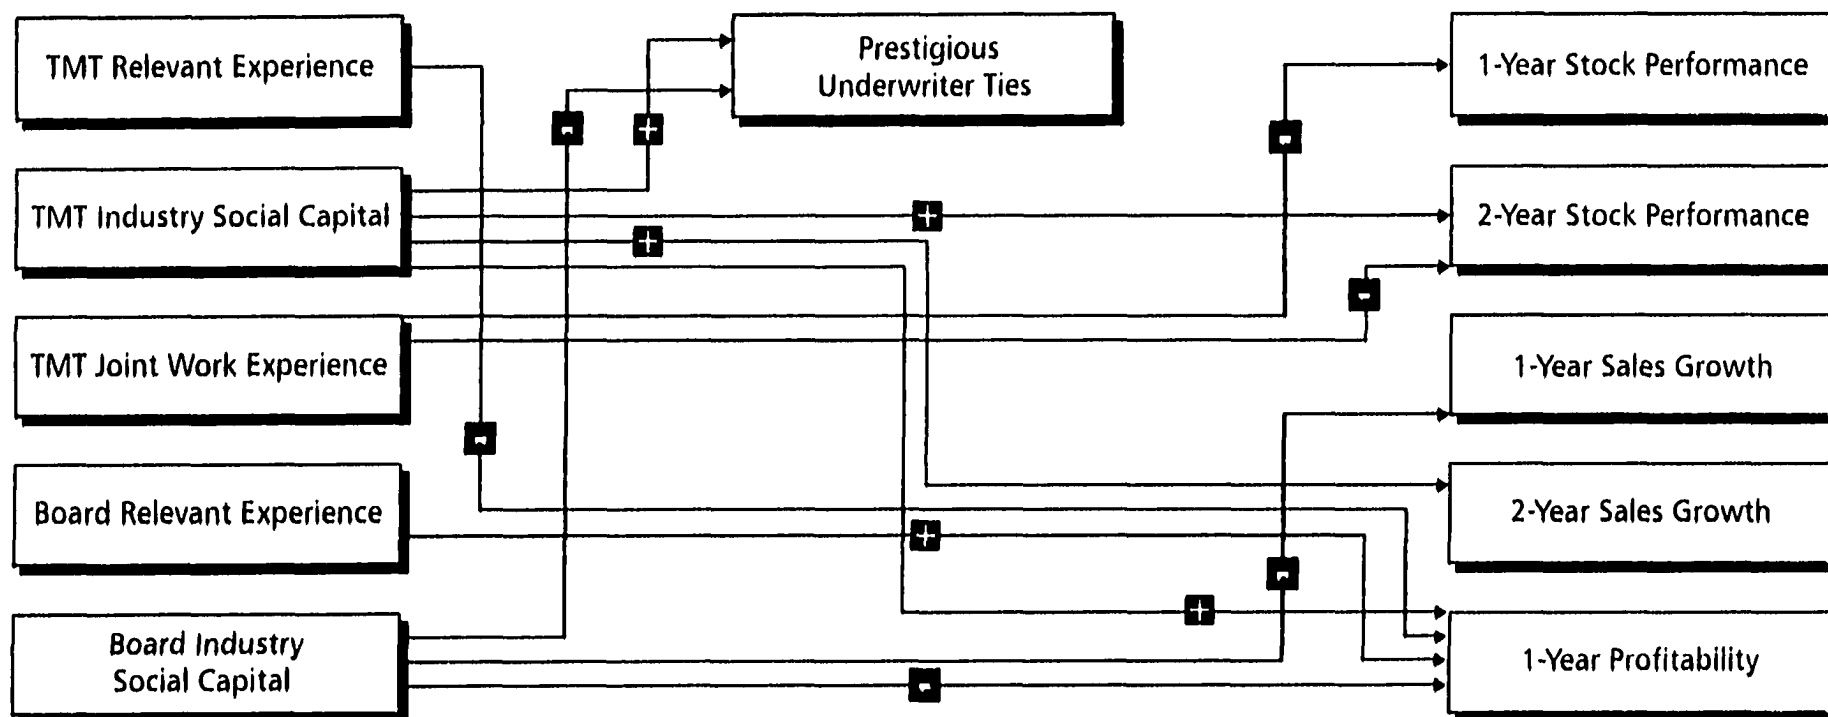 TMT Relevant Experience
Prestigious
Underwriter Ties
1-Year Stock Performance
-
+
-
TMT Industry Social Capital
+
2-Year Stock Performance
+
-
TMT Joint Work Experience
1-Year Sales Growth
-
Board Relevant Experience
+
2-Year Sales Growth
-
+
Board Industry
Social Capital
-
1-Year Profitability